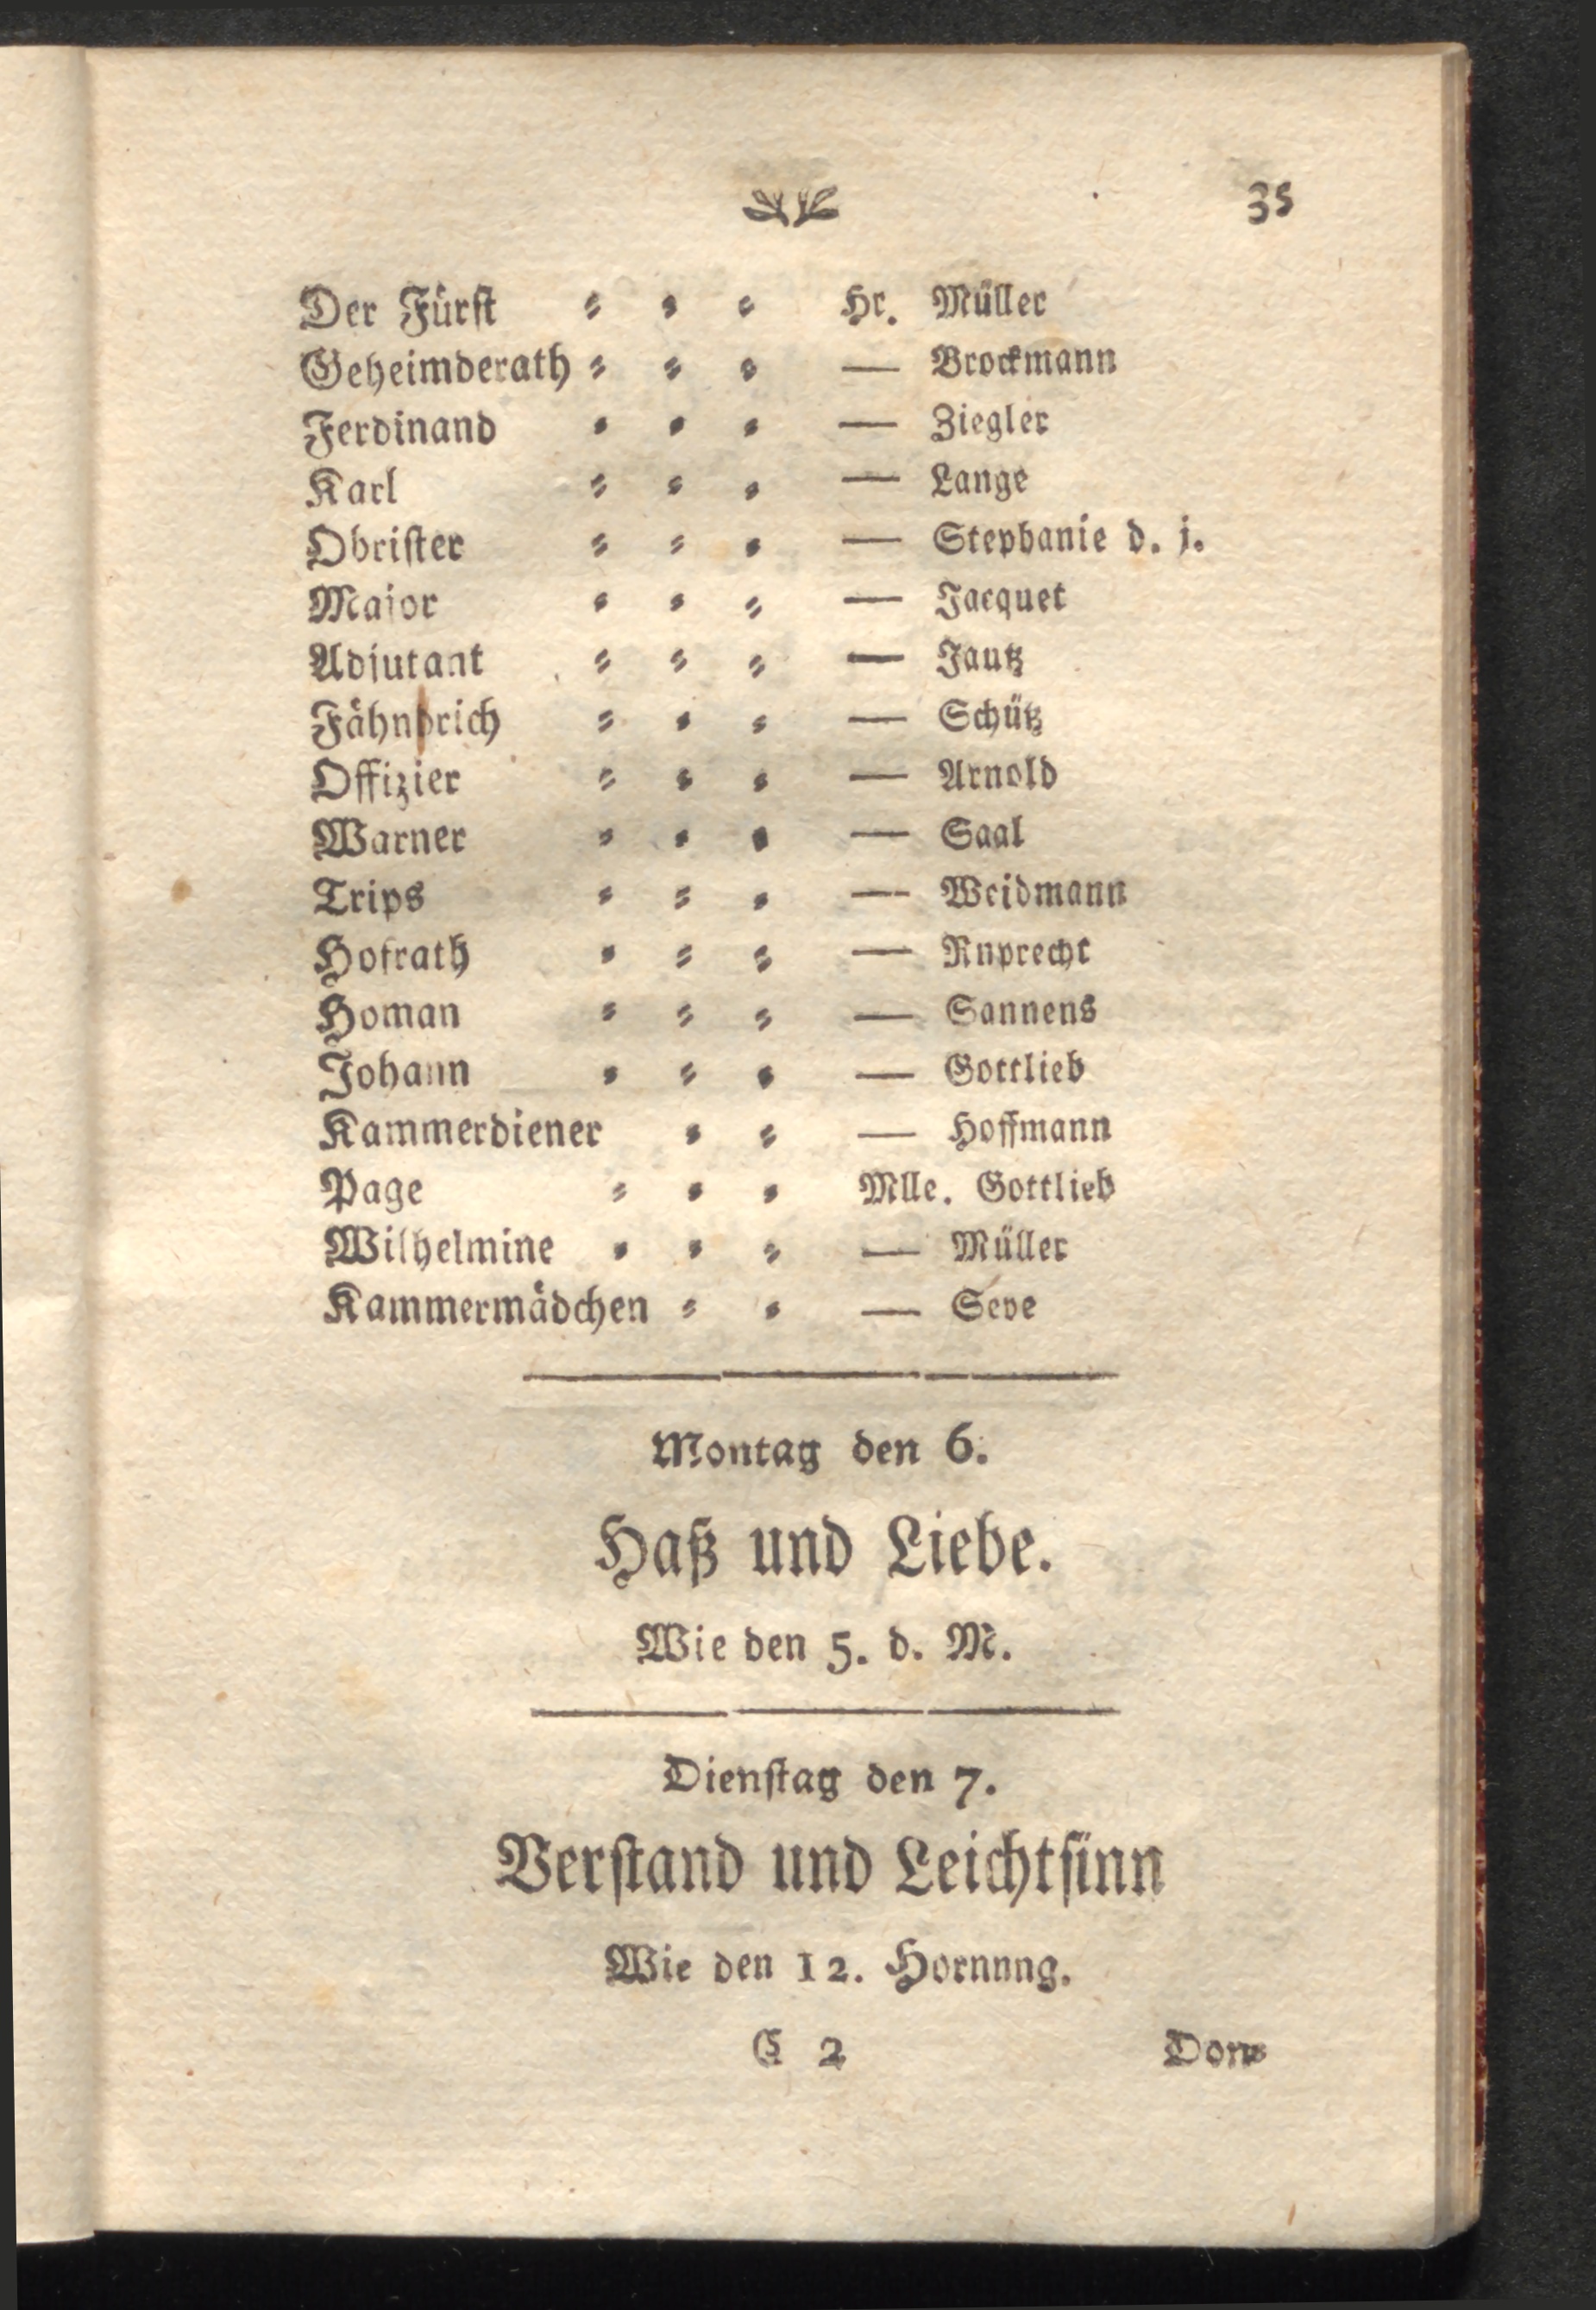 35
Der Fürst = = = Hr. Müller
Geheimderath = = = — Brockmann
Ferdinand = = = — Ziegler
Karl = = = — Lange
Obrister = = = — Stephanie d. j.
Major = = = — Jacquet
Adjutant = = = — Jautz
Fähndrich = = = — Schütz
Offizier = = = — Arnold
Warner = = = — Saal
Trips = = = — Weidmann
Hofrath = = = — Ruprecht
Homan = = = — Sannens
Johann = = = — Gottlieb
Kammerdiener = = — Hoffmann
Page = = = Mlle. Gottlieb
Wilhelmine = = = — Müller
Kammermädchen = = — Seve
Montag den 6.
Haß und Liebe.
Wie den 5. d. M.
Dienstag den 7.
Verstand und Leichtsinn
Wie den 12. Hornnng.
C 2 Don=